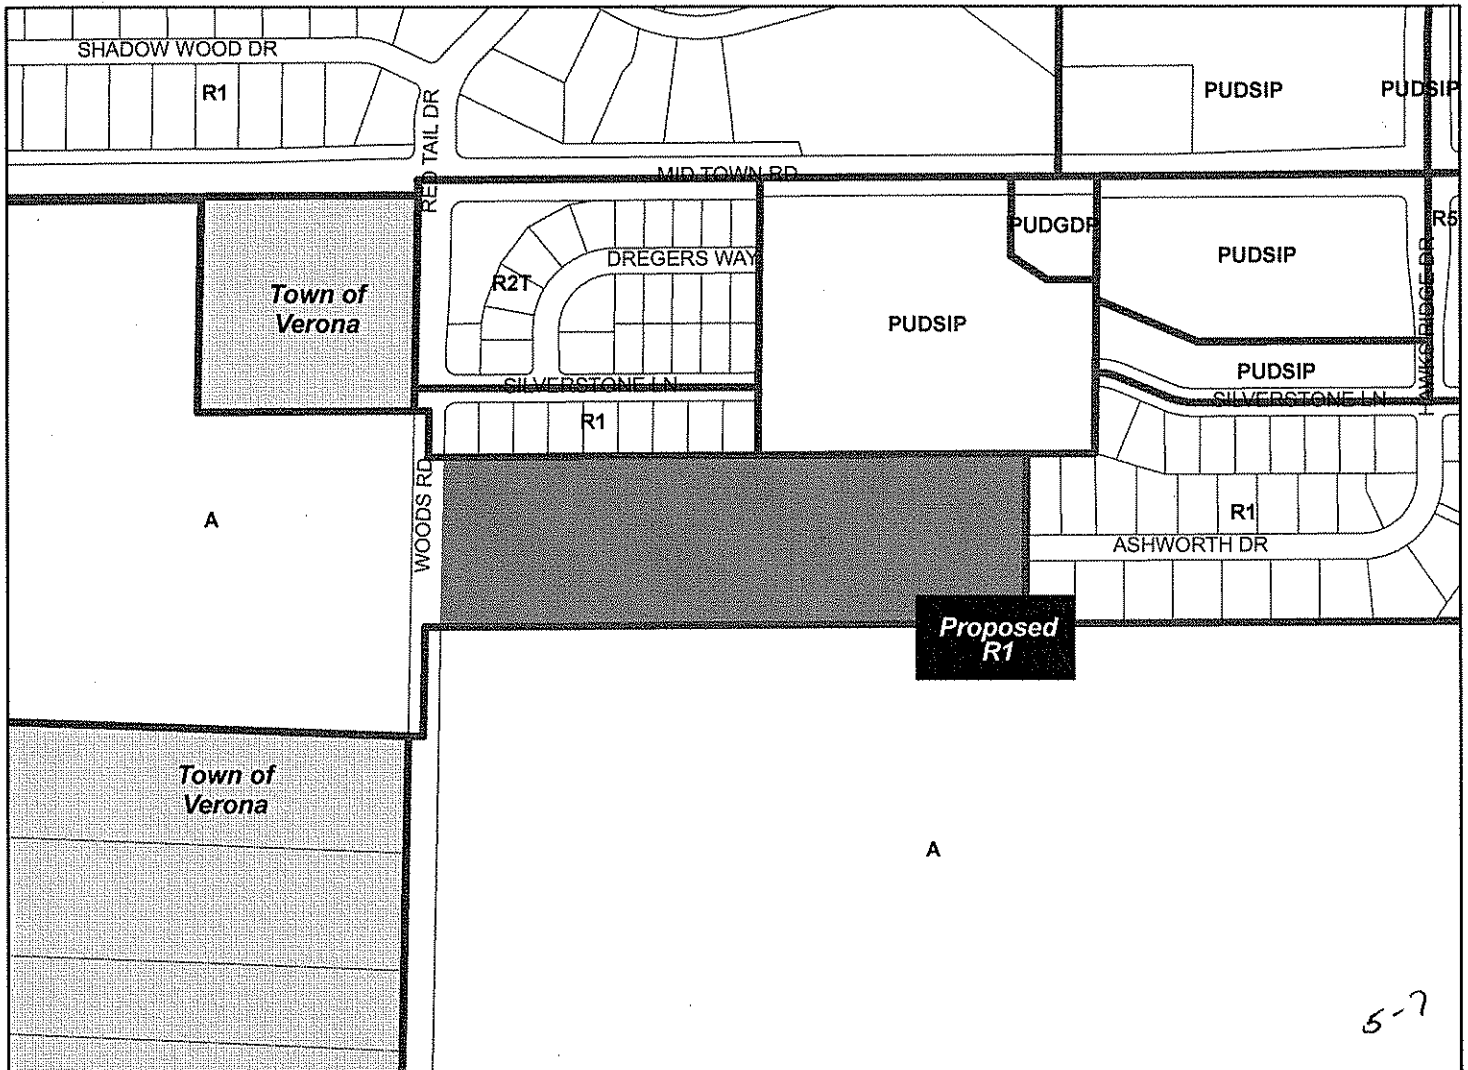 SHADOW WOOD DR
R1
PUDSIP
PUDSIP
RED TAIL DR
MID TOWN RD
R5
PUDGDP
PUDSIP
DREGERS WAY
R2T
Town of
Verona
PUDSIP
HAWKS RIDGE DR
PUDSIP
SILVERSTONE LN
SILVERSTONE LN
R1
WOODS RD
A
R1
ASHWORTH DR
Proposed
R1
Town of
Verona
A
5-7